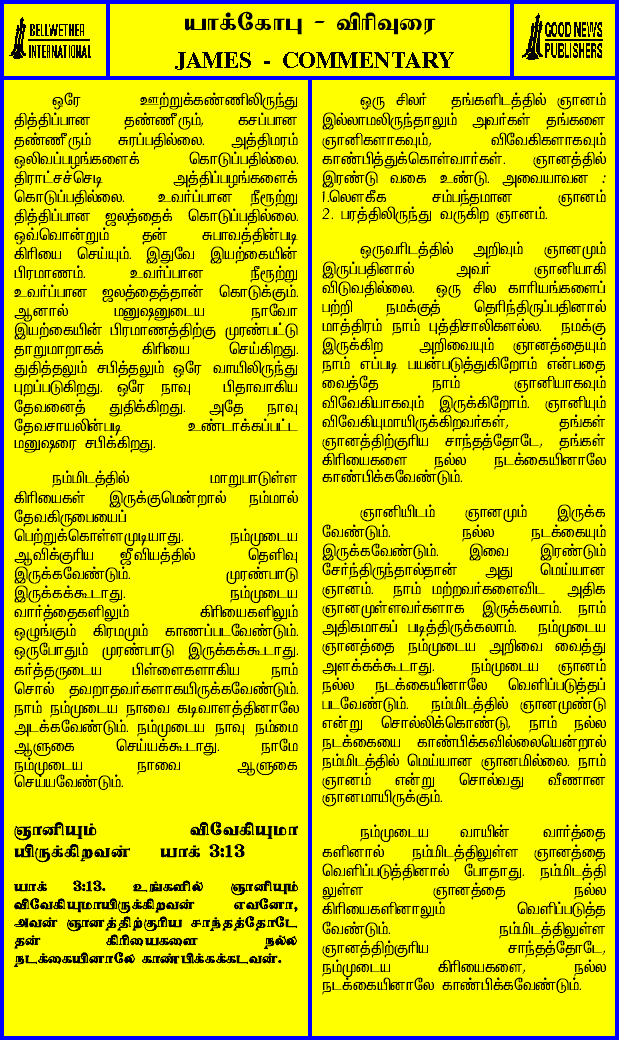 BELLWETHER
INTERNATIONAL
யாக்கோபு - விரிவுரை
JAMES - COMMENTARY
GOOD NEWS
PUBLISHERS
ஒரே ஊற்றுக்கண்ணிலிருந்து
தித்திப்பான தண்ணீரும், கசப்பான
தண்ணீரும் சுரப்பதில்லை. அத்திமரம்
ஒலிவப்பழங்களைக் கொடுப்பதில்லை.
திராட்சச்செடி அத்திப்பழங்களைக்
கொடுப்பதில்லை. உவர்ப்பான நீரூற்று
தித்திப்பான ஜலத்தைக் கொடுப்பதில்லை.
ஒவ்வொன்றும் தன் சுபாவத்தின்படி
கிரியை செய்யும். இதுவே இயற்கையின்
பிரமாணம். உவர்ப்பான நீரூற்று
உவர்ப்பான ஜலத்தைத்தான் கொடுக்கும்.
ஆனால் மனுஷனுடைய நாவோ
இயற்கையின் பிரமாணத்திற்கு முரண்பட்டு
தாறுமாறாகக் கிரியை செய்கிறது.
துதித்தலும் சபித்தலும் ஒரே வாயிலிருந்து
புறப்படுகிறது. ஒரே நாவு பிதாவாகிய
தேவனைத் துதிக்கிறது. அதே நாவு
தேவசாயலின்படி உண்டாக்கப்பட்ட
மனுஷரை சபிக்கிறது.
நம்மிடத்தில் மாறுபாடுள்ள
கிரியைகள் இருக்குமென்றால் நம்மால்
தேவகிருபையைப்
பெற்றுக்கொள்ளமுடியாது. நம்முடைய
ஆவிக்குரிய ஜீவியத்தில் தெளிவு
இருக்கவேண்டும். முரண்பாடு
இருக்கக்கூடாது. நம்முடைய
வார்த்தைகளிலும் கிரியைகளிலும்
ஒழுங்கும் கிரமமும் காணப்படவேண்டும்.
ஒருபோதும் முரண்பாடு இருக்கக்கூடாது.
கர்த்தருடைய பிள்ளைகளாகிய நாம்
சொல் தவறாதவர்களாகயிருக்கவேண்டும்.
நாம் நம்முடைய நாவை கடிவாளத்தினாலே
அடக்கவேண்டும். நம்முடைய நாவு நம்மை
ஆளுகை செய்யக்கூடாது. நாமே
நம்முடைய நாவை ஆளுகை
செய்யவேண்டும்.
ஞானியும் விவேகியுமா
யிருக்கிறவன் யாக் 3:13
யாக் 3:13. உங்களில் ஞானியும்
விவேகியுமாயிருக்கிறவன் எவனோ,
அவன் ஞானத்திற்குரிய சாந்தத்தோடே
தன் கிரியைகளை நல்ல
நடக்கையினாலே காண்பிக்கக்கடவன்.
ஒரு சிலர் தங்களிடத்தில் ஞானம்
இல்லாமலிருந்தாலும் அவர்கள் தங்களை
ஞானிகளாகவும், விவேகிகளாகவும்
காண்பித்துக்கொள்வார்கள். ஞானத்தில்
இரண்டு வகை உண்டு. அவையாவன :
1.லௌகீக சம்பந்தமான ஞானம்
2. பரத்திலிருந்து வருகிற ஞானம்.
ஒருவரிடத்தில் அறிவும் ஞானமும்
இருப்பதினால் அவர் ஞானியாகி
விடுவதில்லை. ஒரு சில காரியங்களைப்
பற்றி நமக்குத் தெரிந்திருப்பதினால்
மாத்திரம் நாம் புத்திசாலிகளல்ல. நமக்கு
இருக்கிற அறிவையும் ஞானத்தையும்
நாம் எப்படி பயன்படுத்துகிறோம் என்பதை
வைத்தே நாம் ஞானியாகவும்
விவேகியாகவும் இருக்கிறோம். ஞானியும்
விவேகியுமாயிருக்கிறவர்கள், தங்கள்
ஞானத்திற்குரிய சாந்தத்தோடே, தங்கள்
கிரியைகளை நல்ல நடக்கையினாலே
காண்பிக்கவேண்டும்.
ஞானியிடம் ஞானமும் இருக்க
வேண்டும். நல்ல நடக்கையும்
இருக்கவேண்டும். இவை இரண்டும்
சேர்ந்திருந்தால்தான் அது மெய்யான
ஞானம். நாம் மற்றவர்களைவிட அதிக
ஞானமுள்ளவர்களாக இருக்கலாம். நாம்
அதிகமாகப் படித்திருக்கலாம். நம்முடைய
ஞானத்தை நம்முடைய அறிவை வைத்து
அளக்கக்கூடாது. நம்முடைய ஞானம்
நல்ல நடக்கையினாலே வெளிப்படுத்தப்
படவேண்டும். நம்மிடத்தில் ஞானமுண்டு
என்று சொல்லிக்கொண்டு, நாம் நல்ல
நடக்கையை காண்பிக்கவில்லையென்றால்
நம்மிடத்தில் மெய்யான ஞானமில்லை. நாம்
ஞானம் என்று சொல்வது வீணான
ஞானமாயிருக்கும்.
நம்முடைய வாயின் வார்த்தை
களினால் நம்மிடத்திலுள்ள ஞானத்தை
வெளிப்படுத்தினால் போதாது. நம்மிடத்தி
லுள்ள ஞானத்தை நல்ல
கிரியைகளினாலும் வெளிப்படுத்த
வேண்டும். நம்மிடத்திலுள்ள
ஞானத்திற்குரிய சாந்தத்தோடே,
நம்முடைய கிரியைகளை, நல்ல
நடக்கையினாலே காண்பிக்கவேண்டும்.